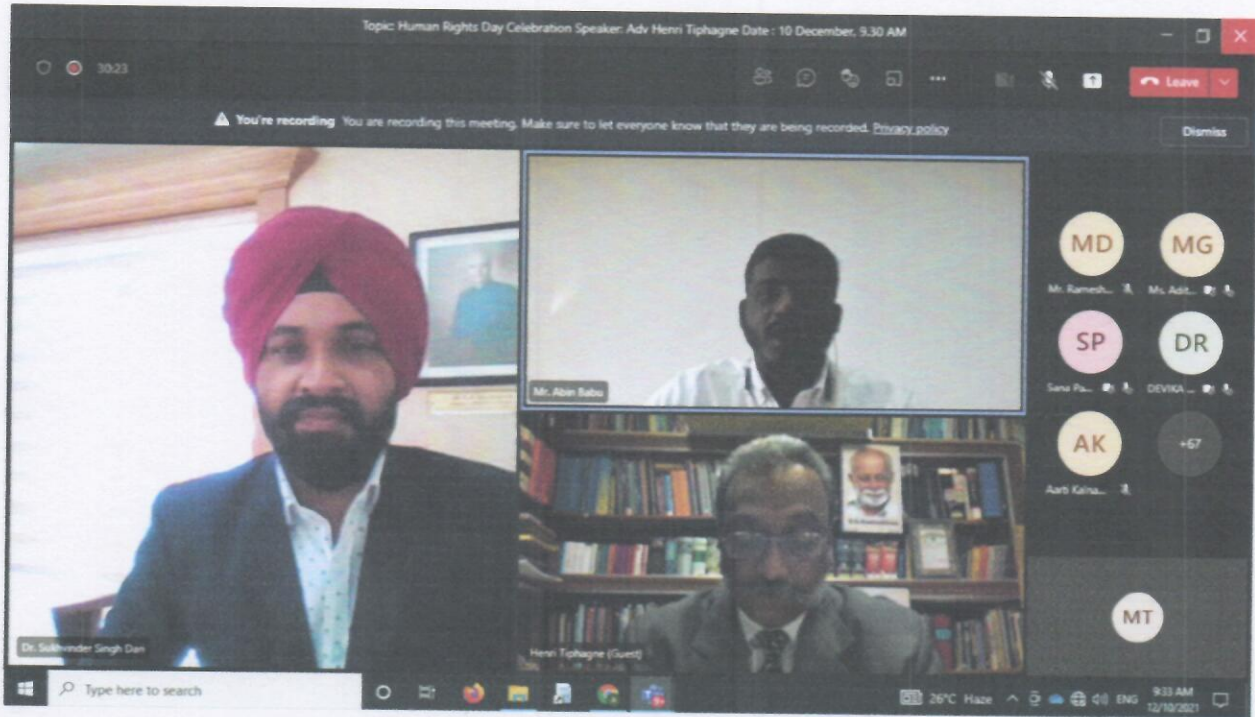 Topic: Human Rights Day Celebration Speaker: Adv Henri Tiphagne Date : 10 December, 9.30 AM
30:23
Leave
You're recording You are recording this meeting. Make sure to let everyone know that they are being recorded. Privacy policy
Dismiss
MD
MG
Mr. Ramesh...
Ms. Adit...
SP
DR
Sana Pa...
DEVIKA ...
AK
+67
Aarti Kalna...
MT
Mr. Abin Babu
Dr. Sukhvinder Singh Dari
Henri Tiphagne (Guest)
Type here to search
26°C Haze
ENG
9:33 AM
12/10/2021